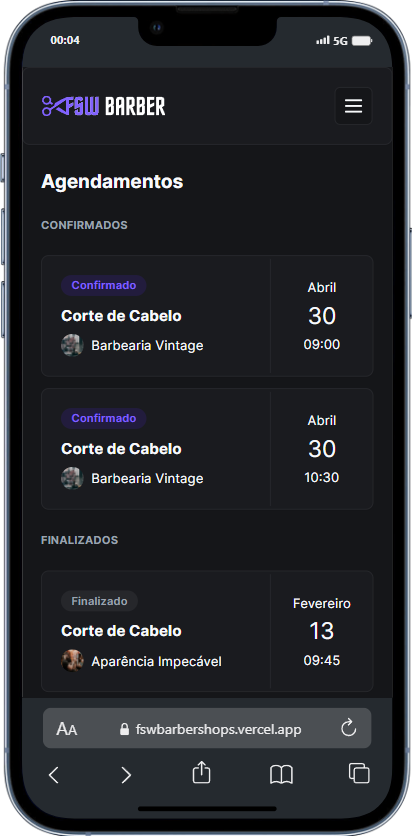 00:04
5G
FSW BARBER
Agendamentos
CONFIRMADOS
Confirmado
Corte de Cabelo
Barbearia Vintage
Abril
30
09:00
Confirmado
Corte de Cabelo
Barbearia Vintage
Abril
30
10:30
FINALIZADOS
Finalizado
Corte de Cabelo
Aparência Impecável
Fevereiro
13
09:45
AA
fswbarbershops.vercel.app